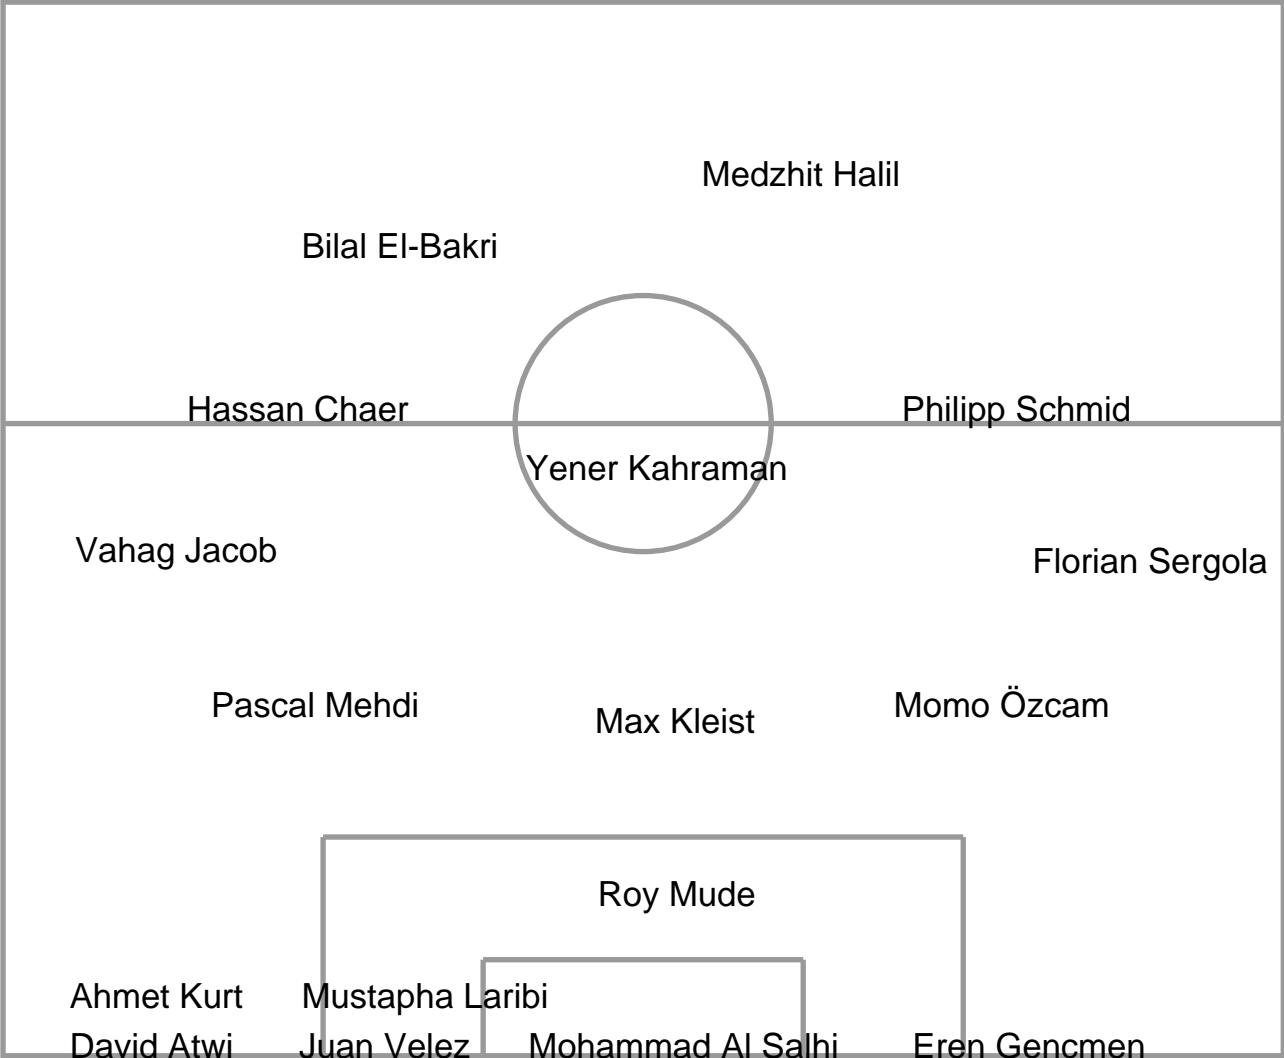 Medzhit Halil
Bilal El-Bakri
Hassan Chaer
Philipp Schmid
Yener Kahraman
Vahag Jacob
Florian Sergola
Pascal Mehdi
Max Kleist
Momo Özcam
Roy Mude
Ahmet Kurt
Mustapha Laribi
David Atwi
Juan Velez
Mohammad Al Salhi
Eren Gencmen